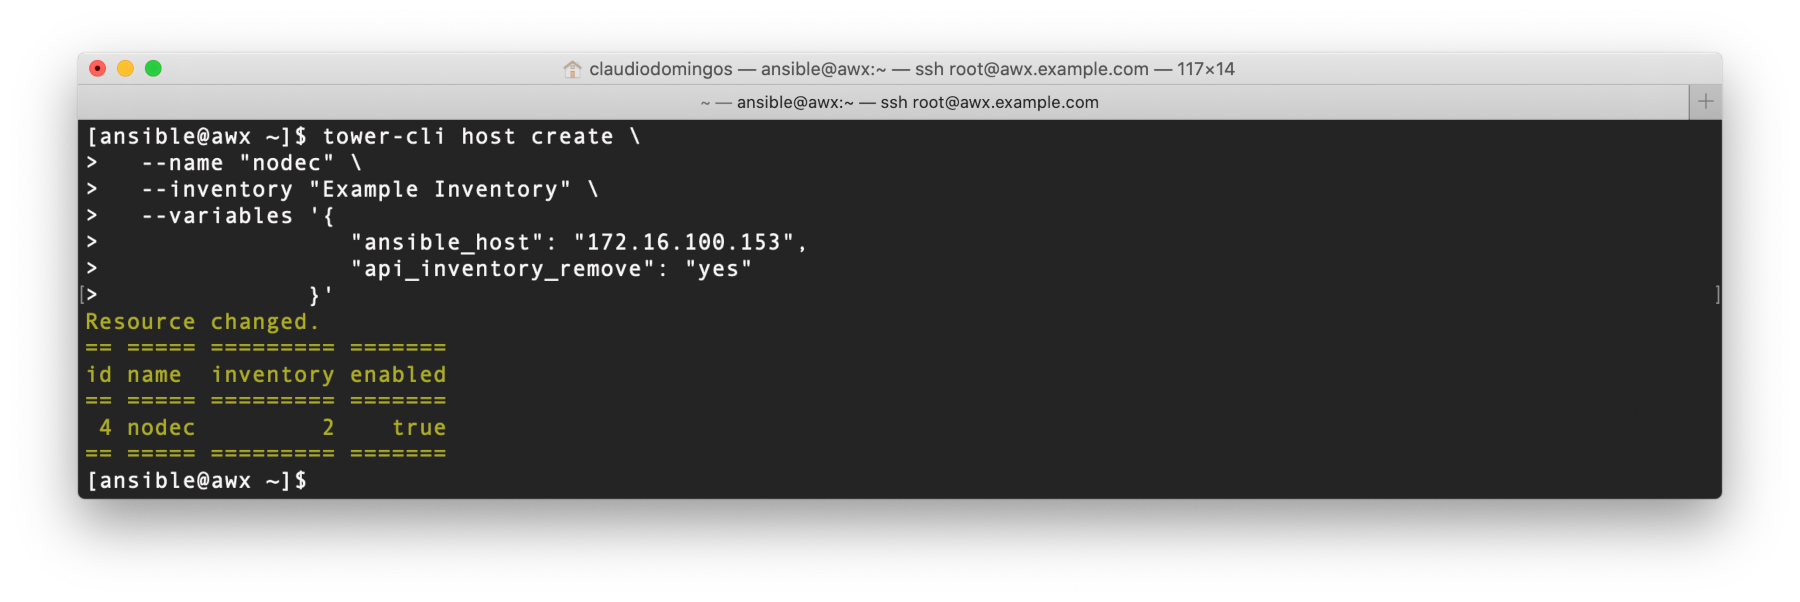 claudiodomingos — ansible@awx:~ — ssh root@awx.example.com — 117×14
~ — ansible@awx:~ — ssh root@awx.example.com
[ansible@awx ~]$ tower-cli host create \
>   --name "nodec" \
>   --inventory "Example Inventory" \
>   --variables '{
>                  "ansible_host": "172.16.100.153",
>                  "api_inventory_remove": "yes"
[>               }' ]
Resource changed.
== ===== ========= =======
id name  inventory enabled
== ===== ========= =======
 4 nodec         2    true
== ===== ========= =======
[ansible@awx ~]$